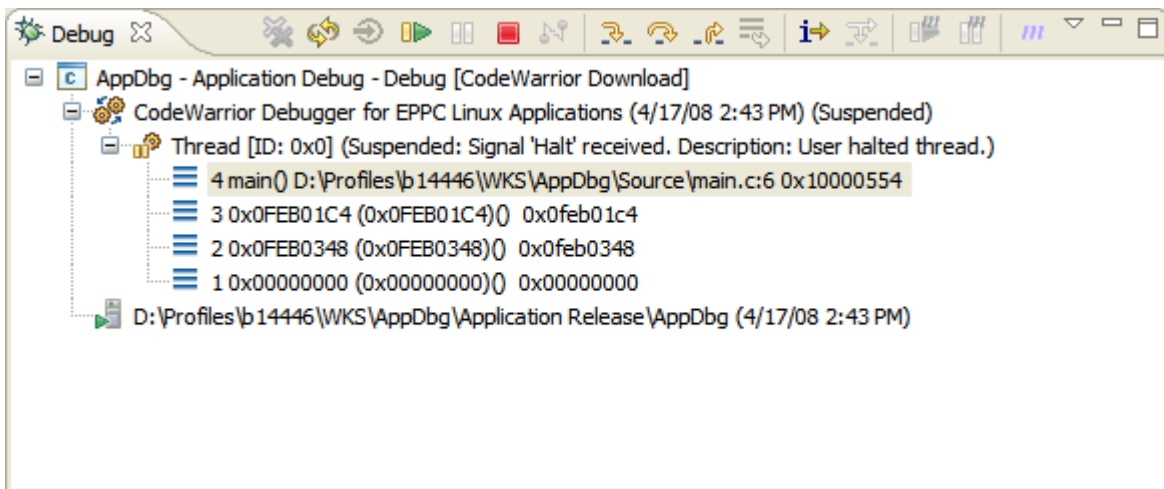 Debug
AppDbg - Application Debug - Debug [CodeWarrior Download]
CodeWarrior Debugger for EPPC Linux Applications (4/17/08 2:43 PM) (Suspended)
Thread [ID: 0x0] (Suspended: Signal 'Halt' received. Description: User halted thread.)
4 main() D:\Profiles\b14446\WKS\AppDbg\Source\main.c:6 0x10000554
3 0x0FEB01C4 (0x0FEB01C4)() 0x0feb01c4
2 0x0FEB0348 (0x0FEB0348)() 0x0feb0348
1 0x00000000 (0x00000000)() 0x00000000
D:\Profiles\b14446\WKS\AppDbg\Application Release\AppDbg (4/17/08 2:43 PM)